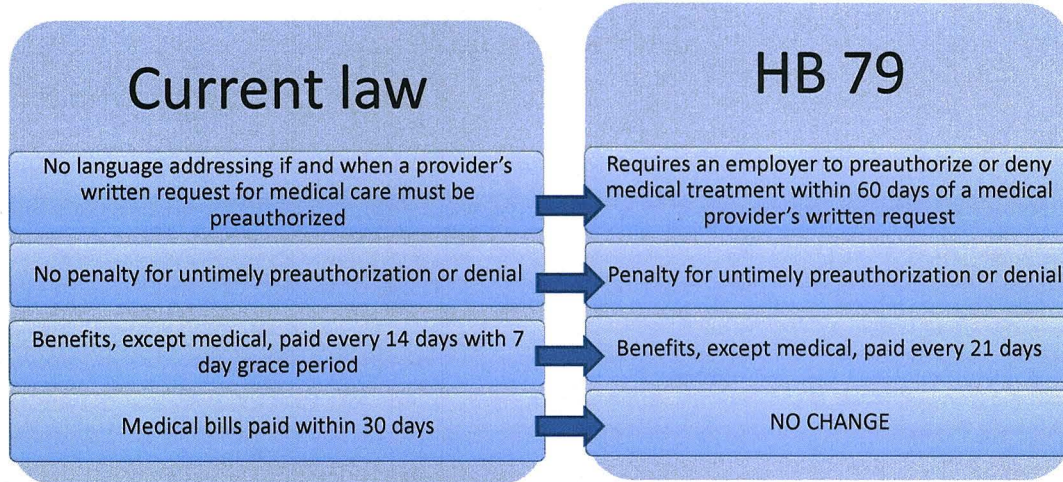 Current law
No language addressing if and when a provider's
written request for medical care must be
preauthorized
No penalty for untimely preauthorization or denial
Benefits, except medical, paid every 14 days with 7
day grace period
Medical bills paid within 30 days
HB 79
Requires an employer to preauthorize or deny
medical treatment within 60 days of a medical
provider's written request
Penalty for untimely preauthorization or denial
Benefits, except medical, paid every 21 days
NO CHANGE